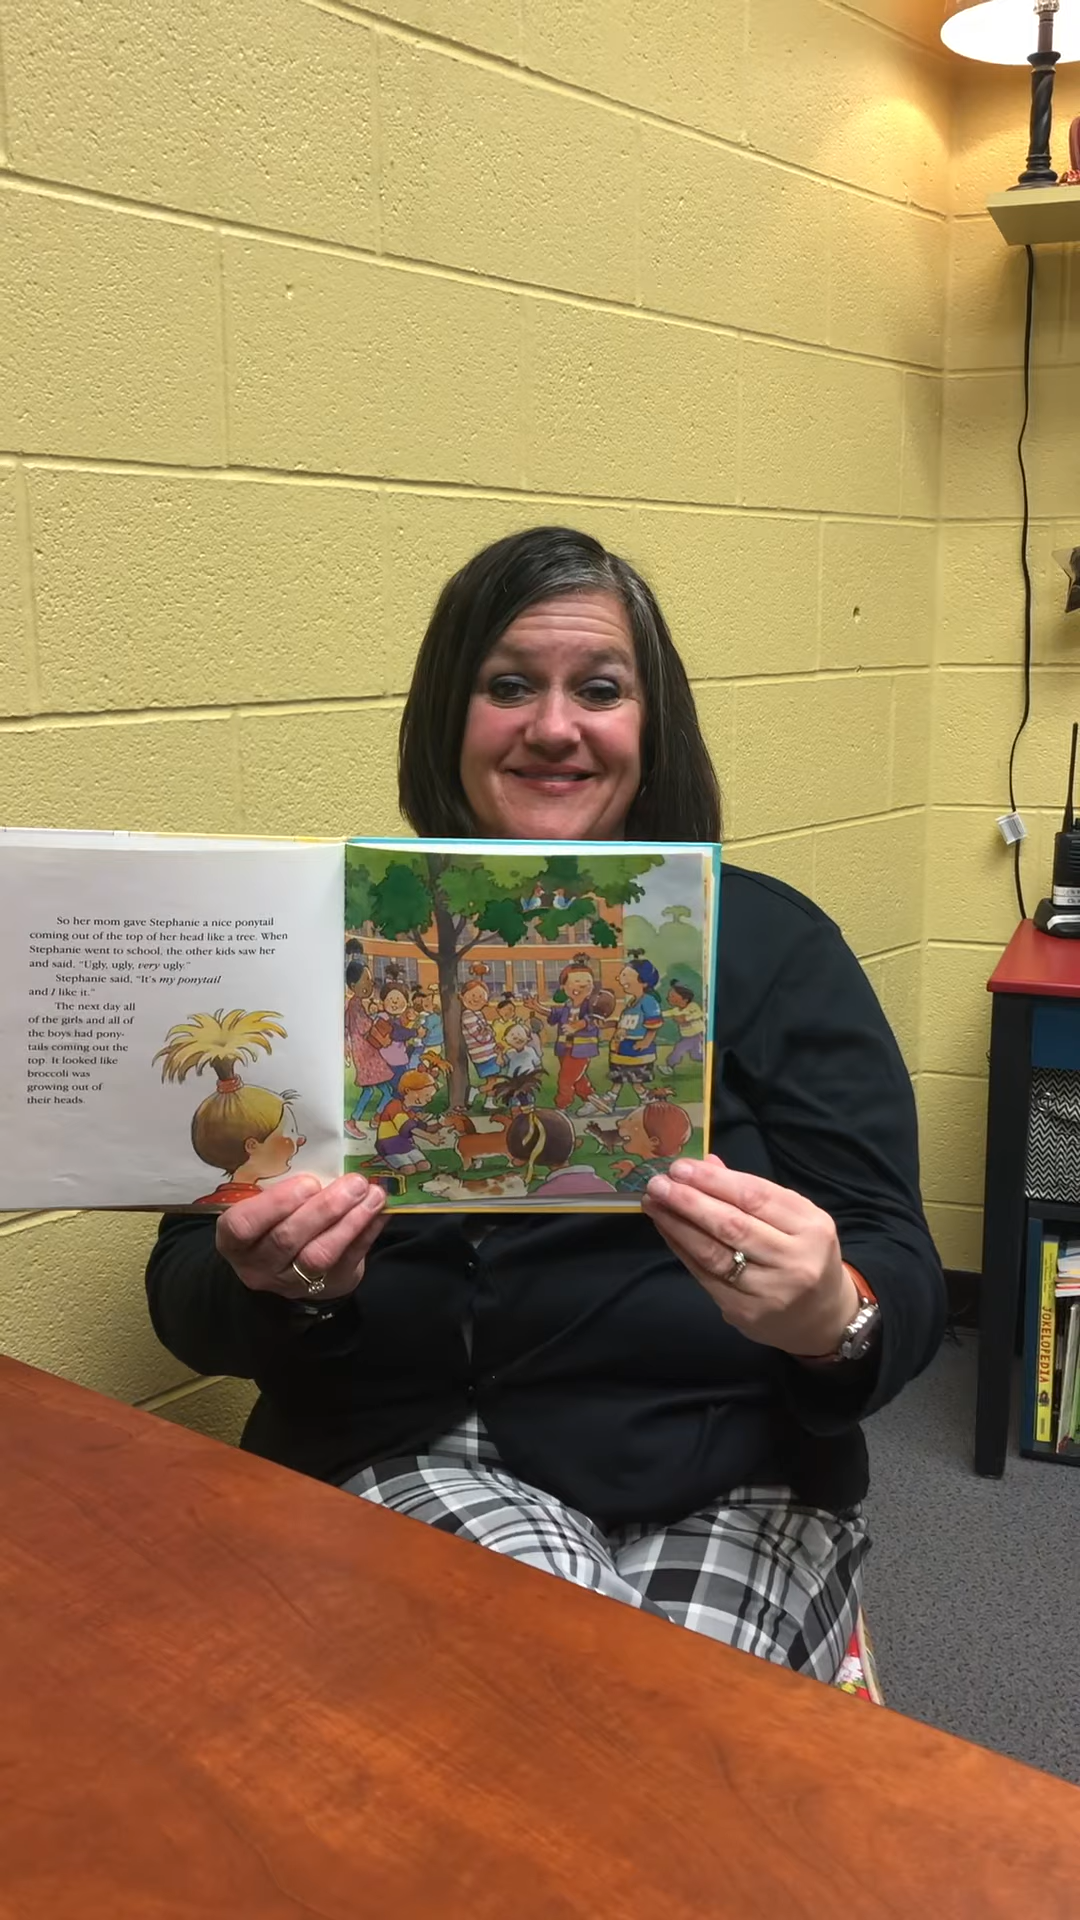 So her mom gave Stephanie a nice ponytail
coming out of the top of her head like a tree. When
Stephanie went to school, the other kids saw her
and said, "Ugly, ugly, very ugly."
Stephanie said, "It's my ponytail
and I like it."
The next day all
of the girls and all of
the boys had pony-
tails coming out the
top. It looked like
broccoli was
growing out of
their heads.
JOKELOPEDIA